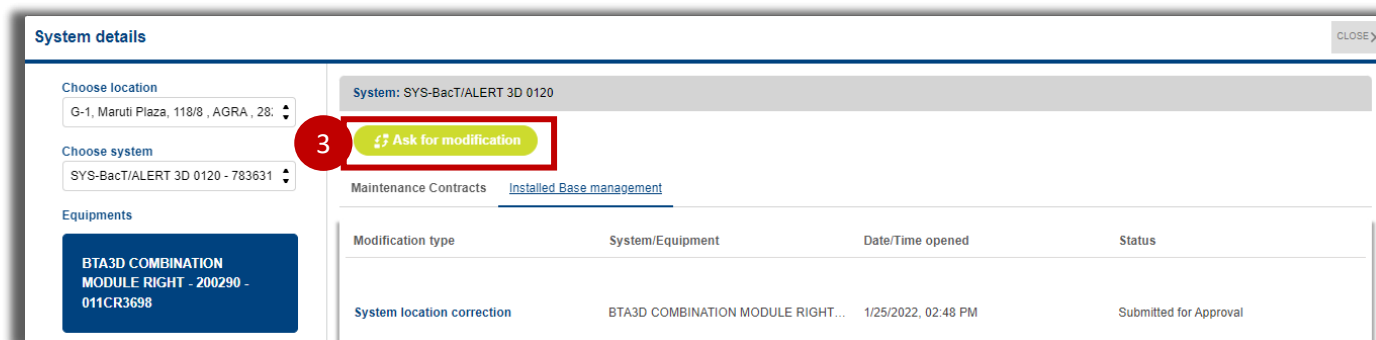 System details
CLOSE
Choose location
G-1, Maruti Plaza, 118/8 , AGRA , 28
Choose system
SYS-BacT/ALERT 3D 0120 - 783631
Equipments
BTA3D COMBINATION
MODULE RIGHT - 200290 -
011CR3698
System: SYS-BacT/ALERT 3D 0120
3
Ask for modification
Maintenance Contracts Installed Base management
Modification type System/Equipment Date/Time opened Status
System location correction BTA3D COMBINATION MODULE RIGHT... 1/25/2022, 02:48 PM Submitted for Approval